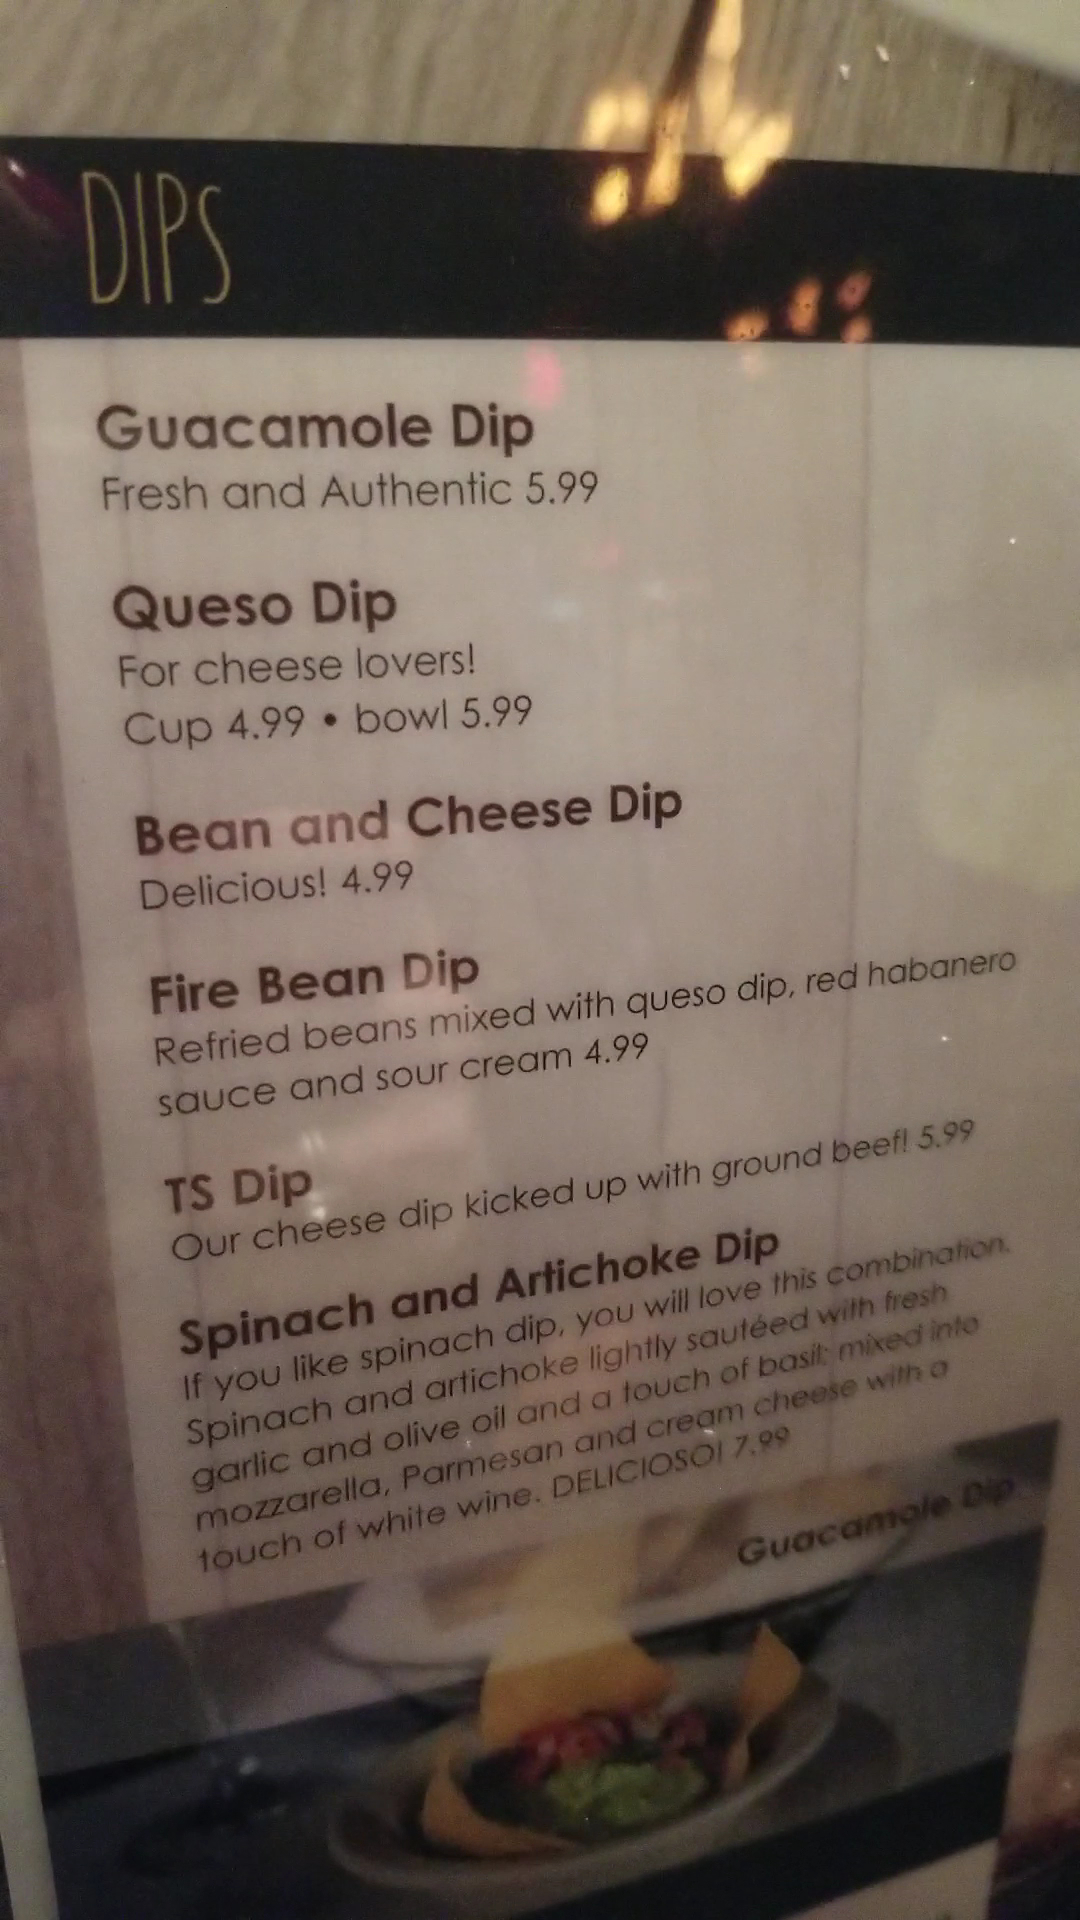 DIPS
Guacamole Dip
Fresh and Authentic 5.99
Queso Dip
For cheese lovers!
Cup 4.99 • bowl 5.99
Bean and Cheese Dip
Delicious! 4.99
Fire Bean Dip
Refried beans mixed with queso dip, red habanero
sauce and sour cream 4.99
TS Dip
Our cheese dip kicked up with ground beef! 5.99
Spinach and Artichoke Dip
If you like spinach dip, you will love this combination.
Spinach and artichoke lightly sautéed with fresh
garlic and olive oil and a touch of basil; mixed into
mozzarella, Parmesan and cream cheese with a
touch of white wine. DELICIOSO! 7.99
Guacamole Dip